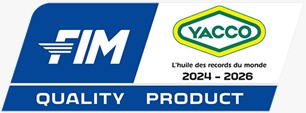 FIM
YACCO
L'huile des records du monde
2024 - 2026
QUALITY PRODUCT